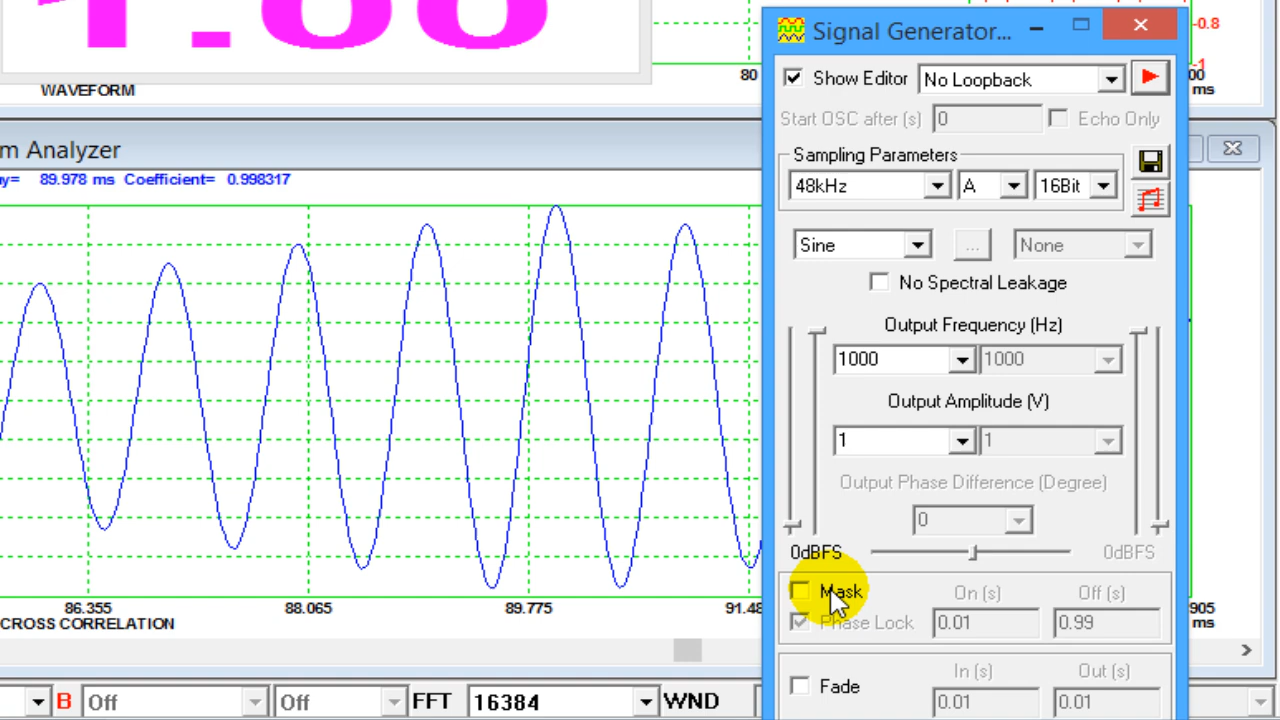 1.00
WAVEFORM
80
ms
-0.8
-1
m Analyzer
89.978 ms Coefficient= 0.998317
86.355
88.065
89.775
ms
CROSS CORRELATION
B
Off
Off
FFT
16384
WND
Signal Generator...
Show Editor
No Loopback
Start OSC after (s)
0
Echo Only
Sampling Parameters
48kHz
A
16Bit
Sine
...
None
No Spectral Leakage
Output Frequency (Hz)
1000
1000
Output Amplitude (V)
1
1
Output Phase Difference (Degree)
0
0dBFS
0dBFS
Mask
On (s)
Off (s)
Phase Lock
0.01
0.99
Fade
In (s)
Out (s)
0.01
0.01